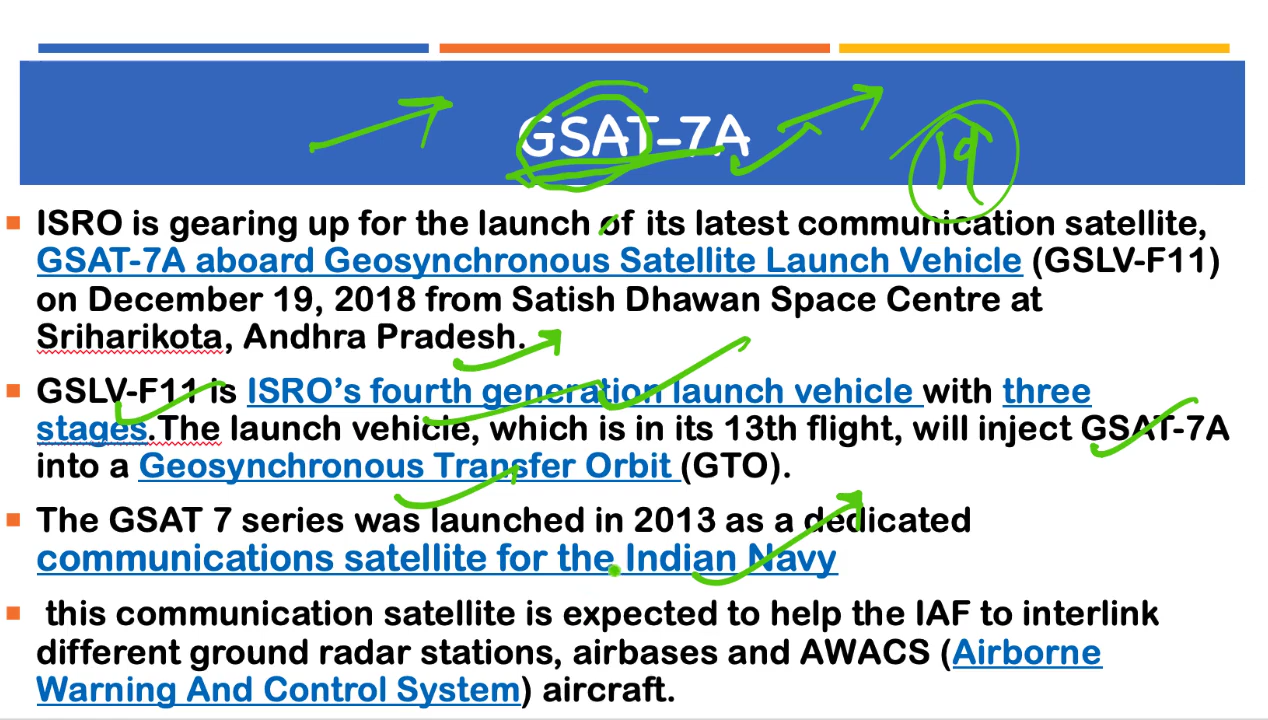 GSAT-7A
19
ISRO is gearing up for the launch of its latest communication satellite,
GSAT-7A aboard Geosynchronous Satellite Launch Vehicle (GSLV-F11)
on December 19, 2018 from Satish Dhawan Space Centre at
Sriharikota, Andhra Pradesh.
GSLV-F11 is ISRO's fourth generation launch vehicle with three
stages.The launch vehicle, which is in its 13th flight, will inject GSAT-7A
into a Geosynchronous Transfer Orbit (GTO).
The GSAT 7 series was launched in 2013 as a dedicated
communications satellite for the Indian Navy
this communication satellite is expected to help the IAF to interlink
different ground radar stations, airbases and AWACS (Airborne
Warning And Control System) aircraft.